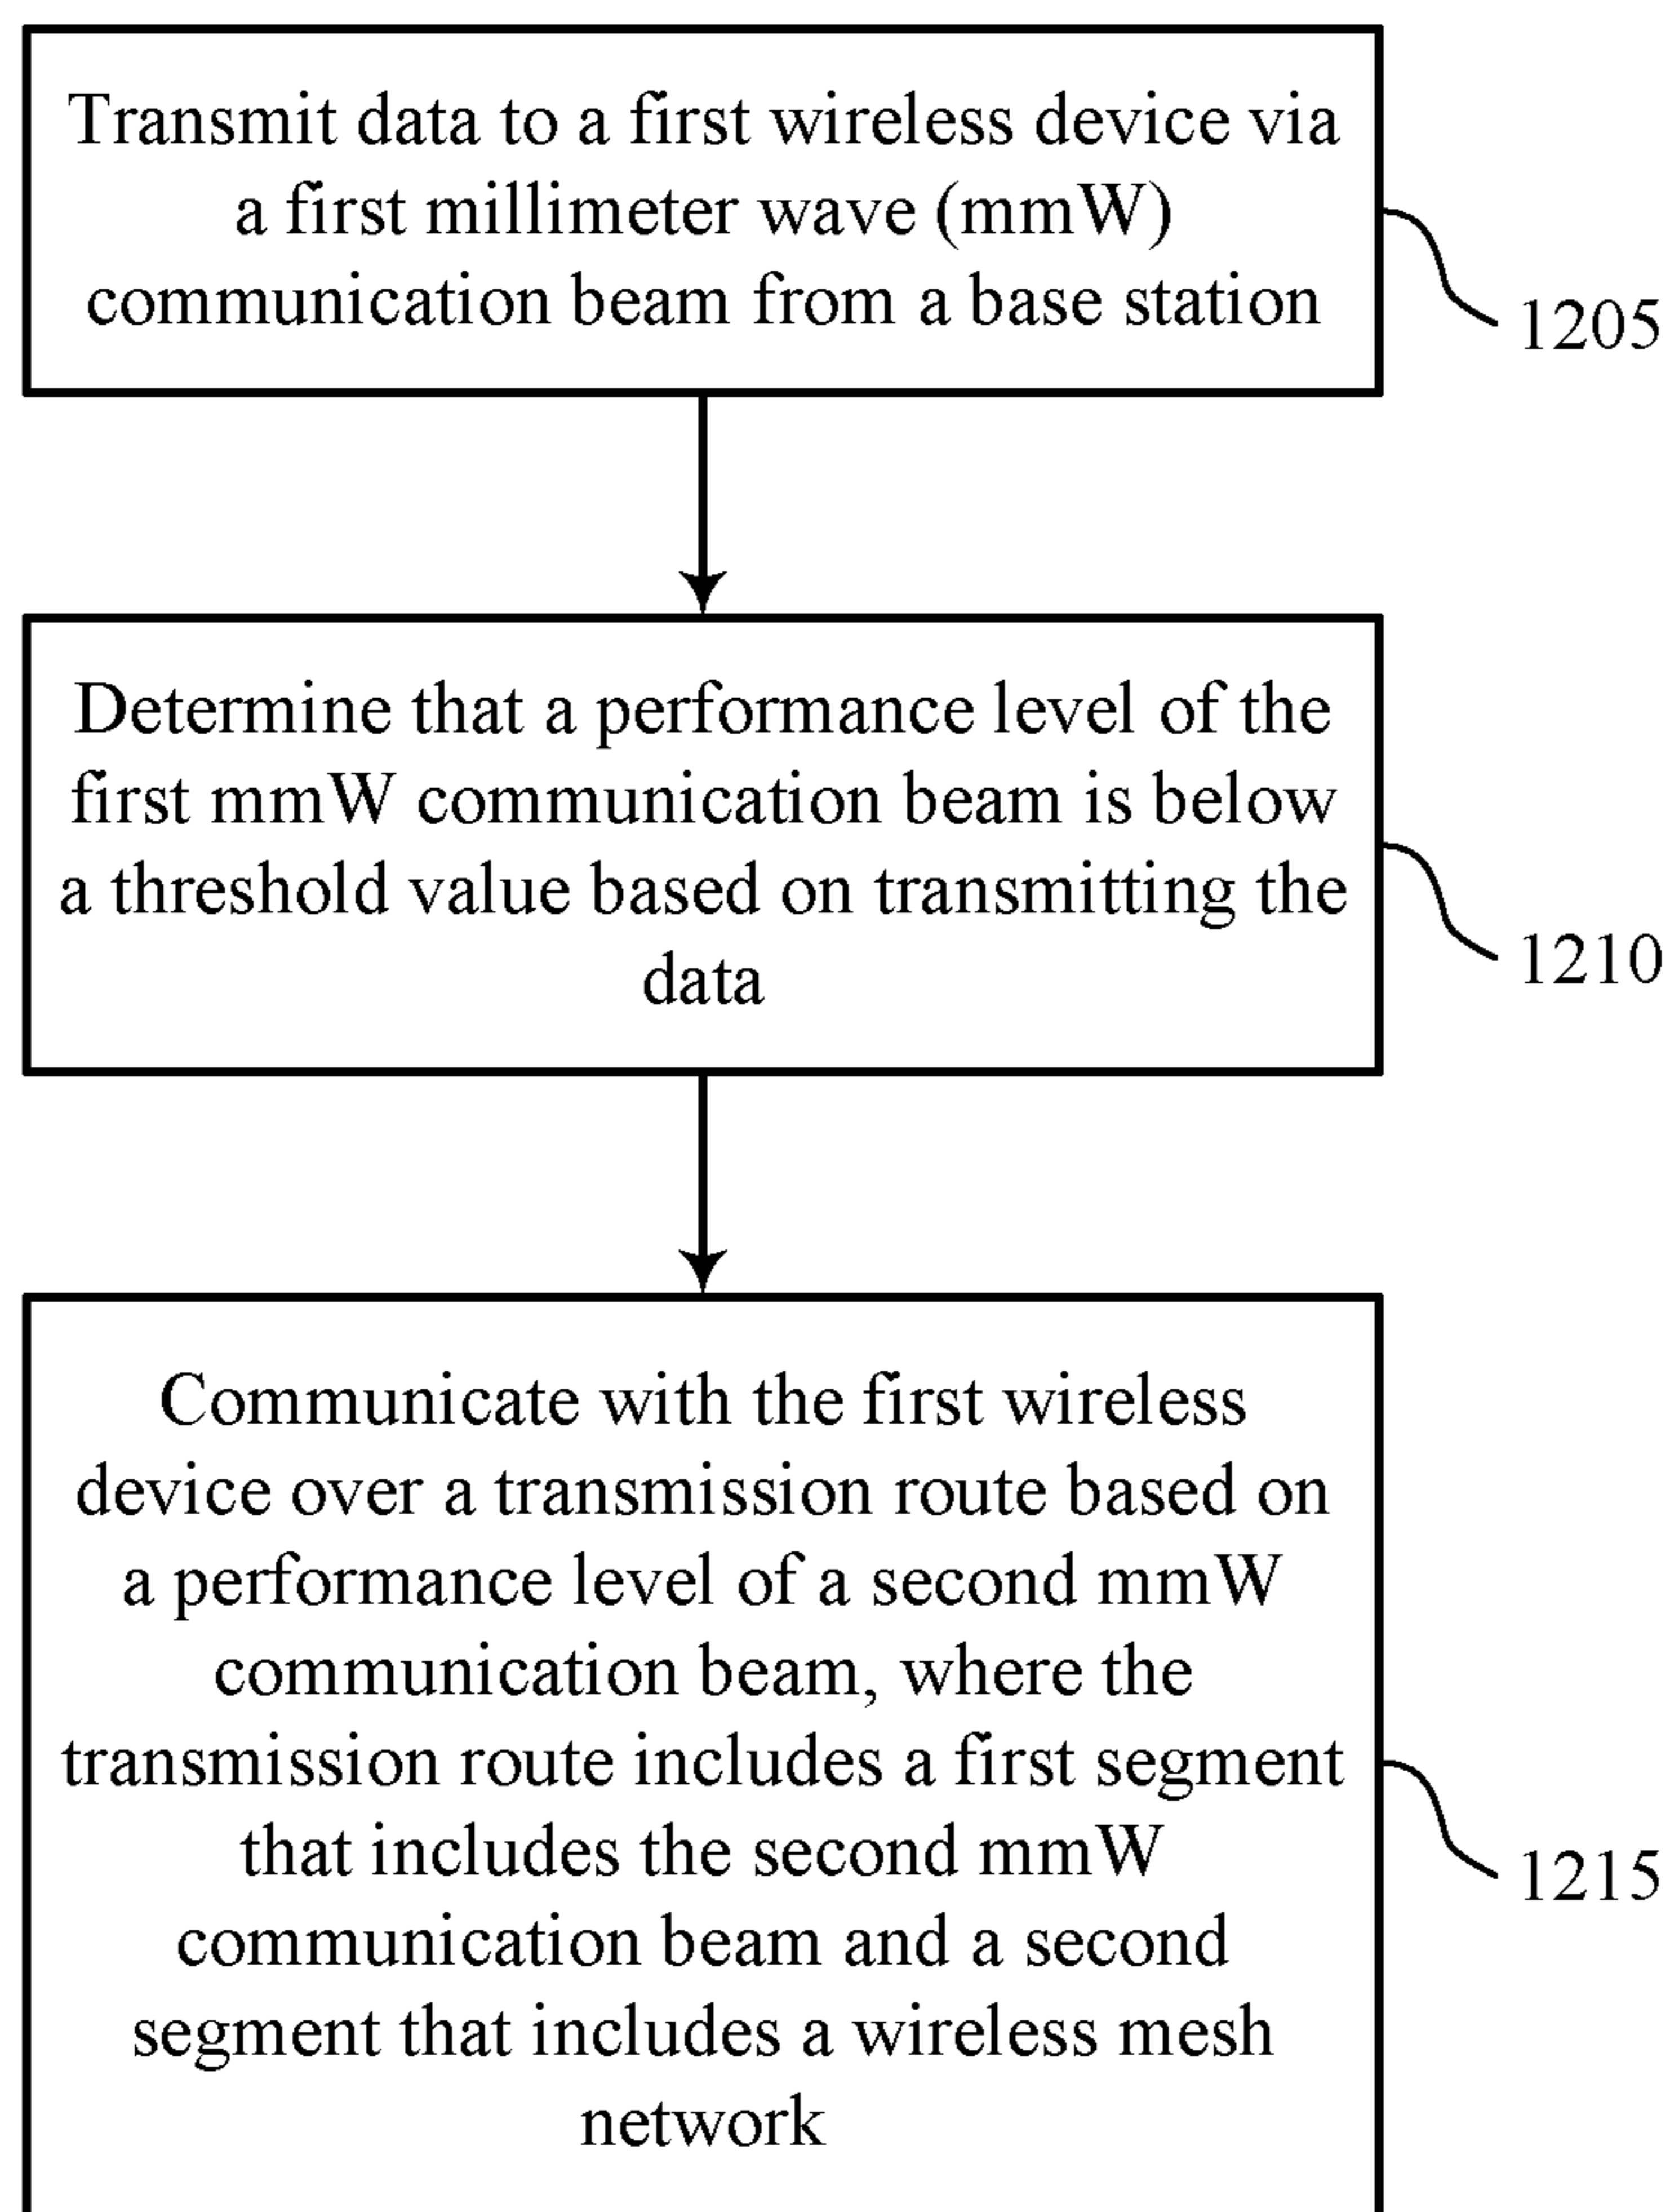 Transmit data to a first wireless device via
a first millimeter wave (mmW)
communication beam from a base station
1205
Determine that a performance level of the
first mmW communication beam is below
a threshold value based on transmitting the
data
1210
Communicate with the first wireless
device over a transmission route based on
a performance level of a second mmW
communication beam, where the
transmission route includes a first segment
that includes the second mmW
communication beam and a second
segment that includes a wireless mesh
network
1215